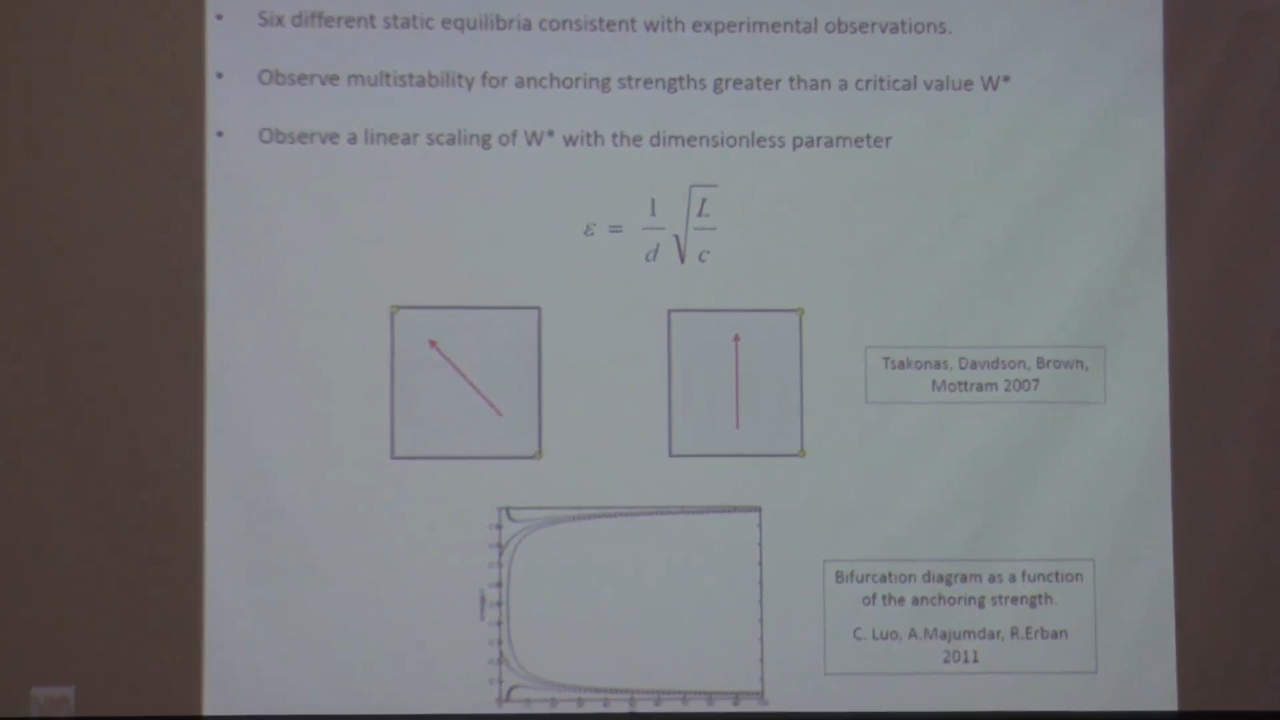 • Six different static equilibria consistent with experimental observations.
• Observe multistability for anchoring strengths greater than a critical value W*
• Observe a linear scaling of W* with the dimensionless parameter
ε = 1/d √(L/c)
Tsakonas, Davidson, Brown,
Mottram 2007
Bifurcation diagram as a function
of the anchoring strength.
C. Luo, A.Majumdar, R.Erban
2011